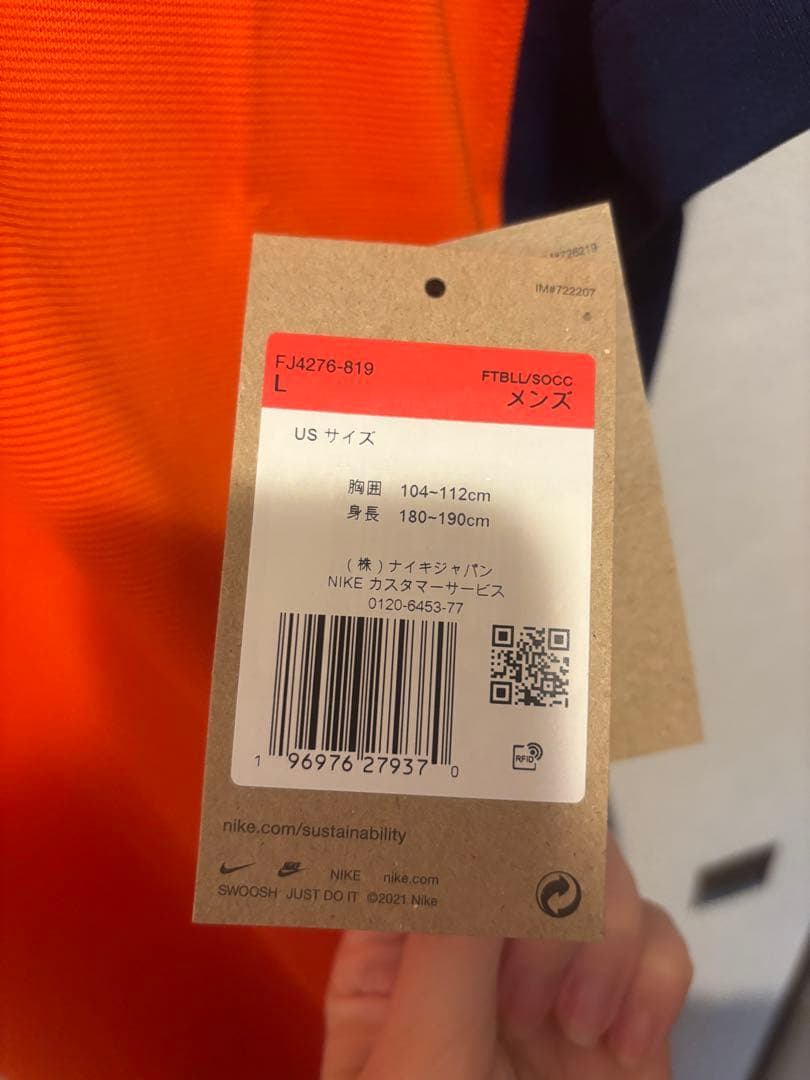 IM#722207
FJ4276-819
L
FTBLL/SOCC
メンズ
US サイズ
胸囲 104~112cm
身長 180~190cm
(株)ナイキジャパン
NIKE カスタマーサービス
0120-6453-77
RFID
1 96976 27937 0
nike.com/sustainability
NIKE nike.com
SWOOSH JUST DO IT ©2021 Nike